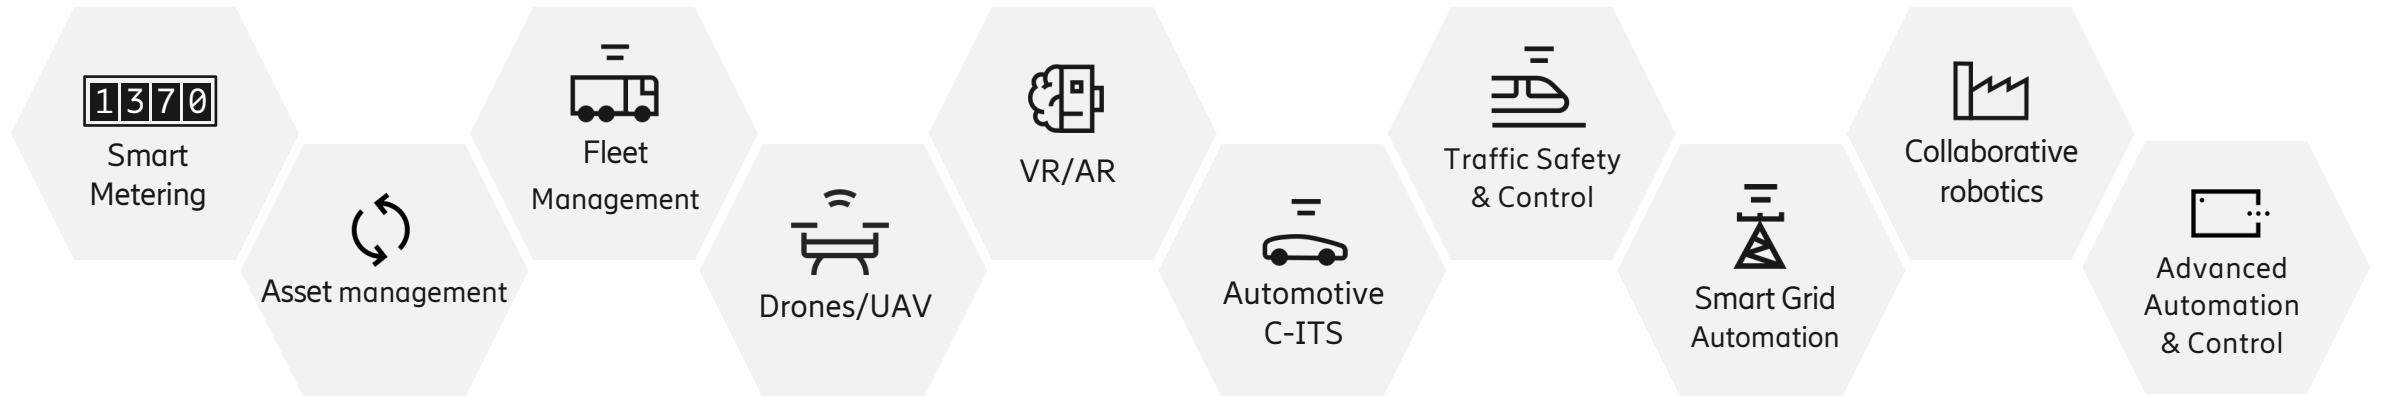 1370
Smart
Metering
Asset management
Fleet
Management
Drones/UAV
VR/AR
Automotive
C-ITS
Traffic Safety
& Control
Smart Grid
Automation
Collaborative
robotics
Advanced
Automation
& Control